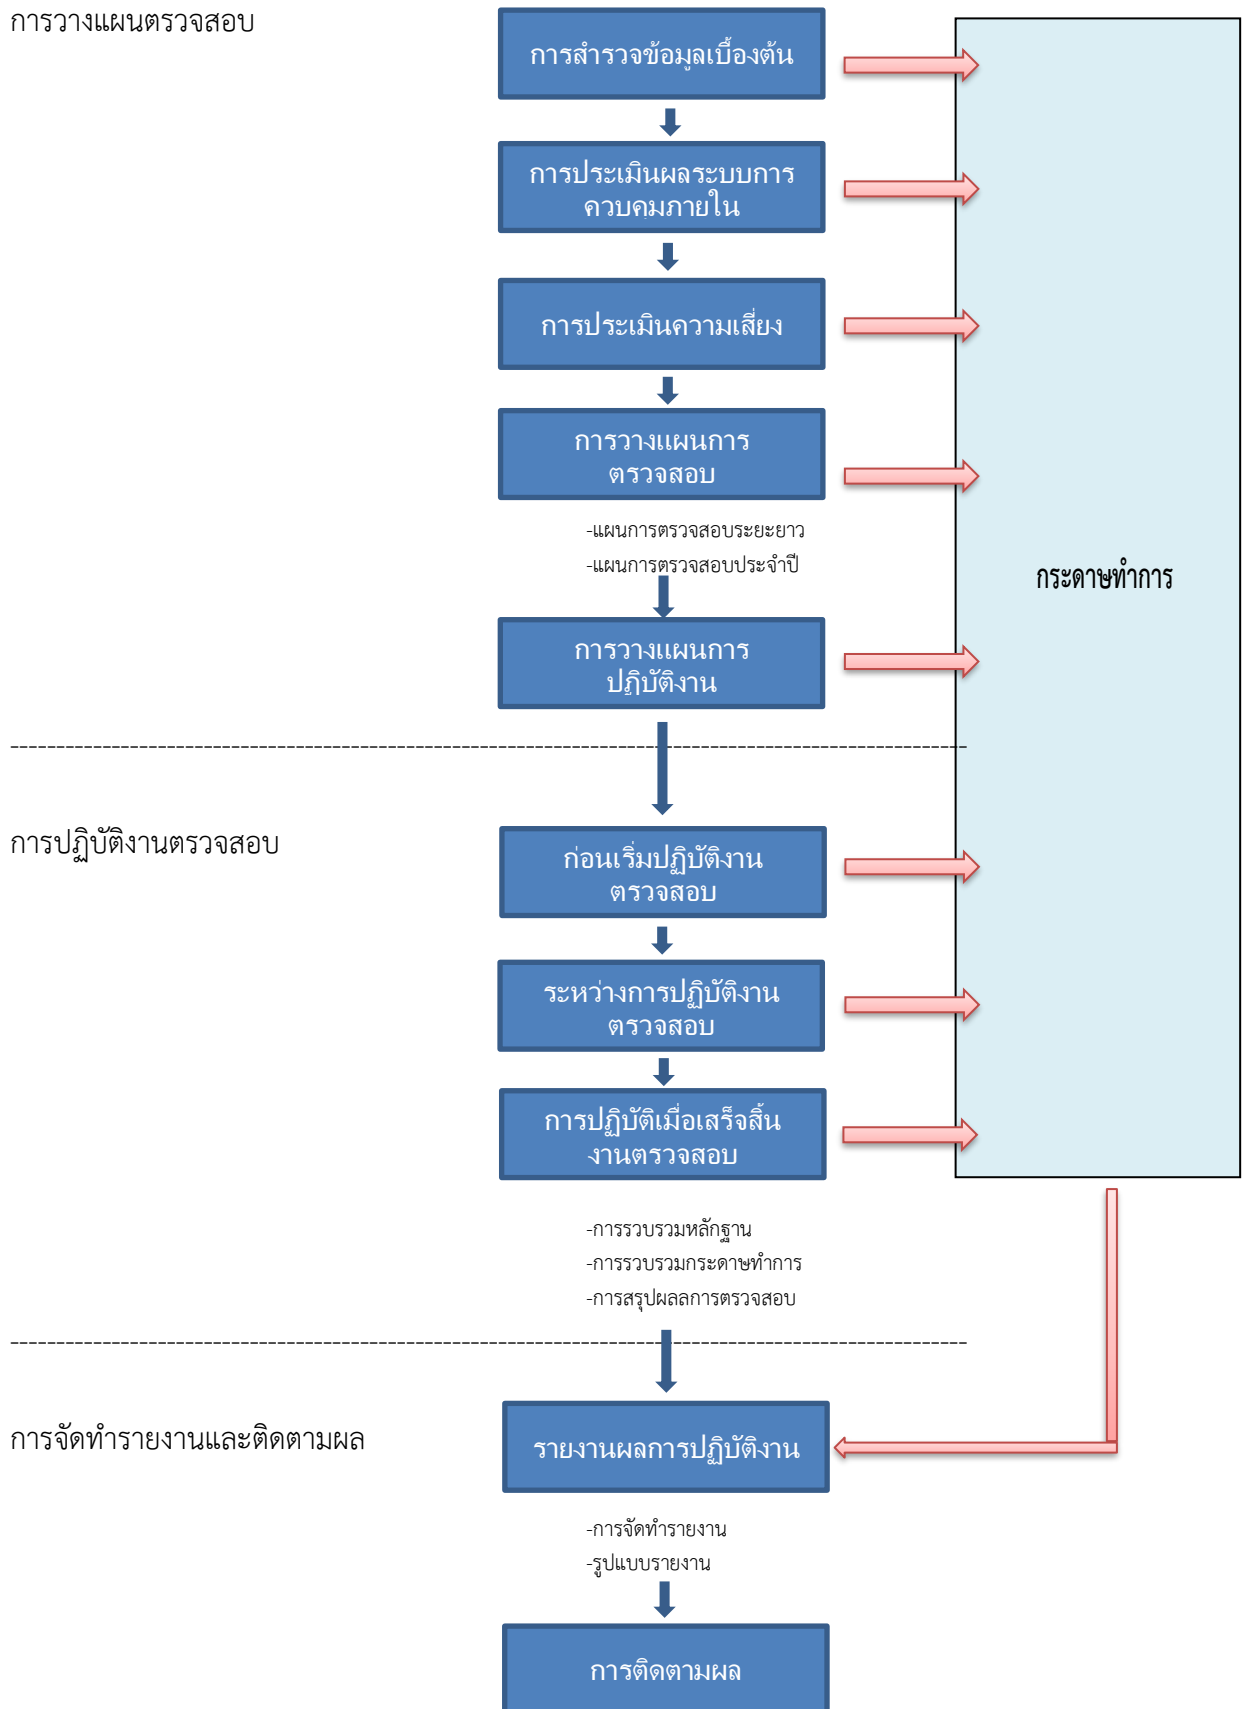 การวางแผนตรวจสอบ
การสำรวจข้อมูลเบื้องต้น
การประเมินผลระบบการ
ควบคุมภายใน
การประเมินความเสี่ยง
การวางแผนการ
ตรวจสอบ
-แผนการตรวจสอบระยะยาว
-แผนการตรวจสอบประจำปี
กระดาษทำการ
การวางแผนการ
ปฏิบัติงาน
--------------------------------------------------------------------------------------------------------
การปฏิบัติงานตรวจสอบ
ก่อนเริ่มปฏิบัติงาน
ตรวจสอบ
ระหว่างการปฏิบัติงาน
ตรวจสอบ
การปฏิบัติเมื่อเสร็จสิ้น
งานตรวจสอบ
-การรวบรวมหลักฐาน
-การรวบรวมกระดาษทำการ
-การสรุปผลลการตรวจสอบ
--------------------------------------------------------------------------------------------------------
การจัดทำรายงานและติดตามผล
รายงานผลการปฏิบัติงาน
-การจัดทำรายงาน
-รูปแบบรายงาน
การติดตามผล